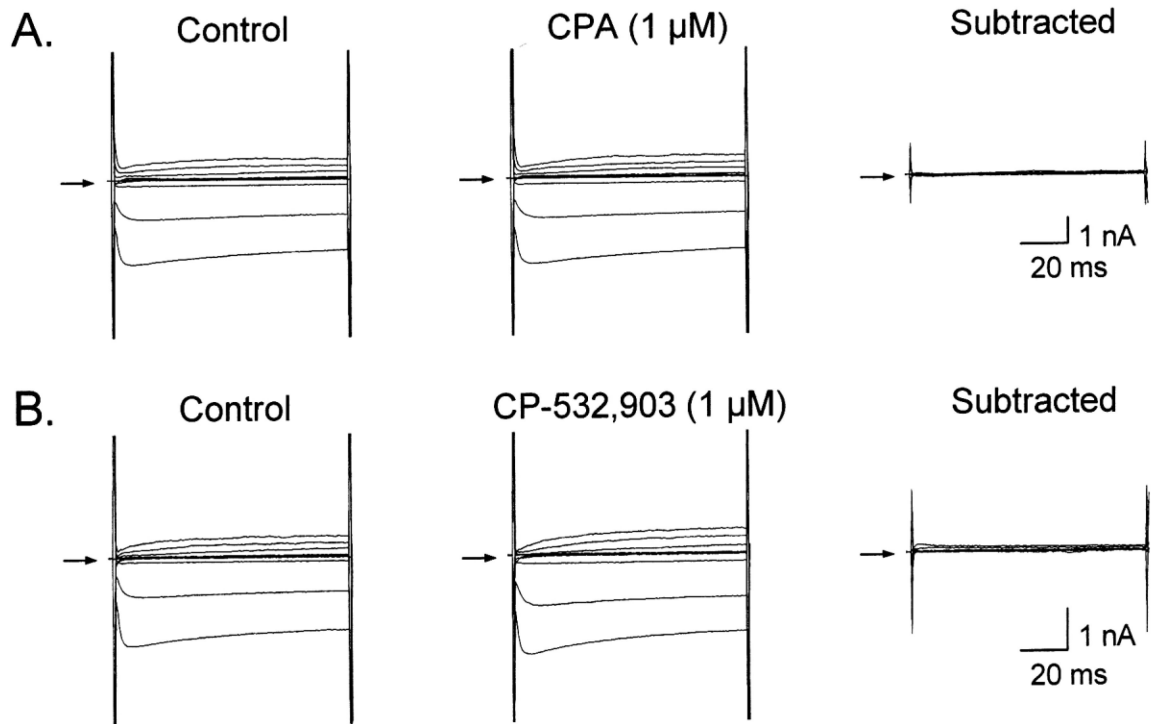 A.
Control
CPA (1 µM)
Subtracted
1 nA
20 ms
B.
Control
CP-532,903 (1 µM)
Subtracted
1 nA
20 ms